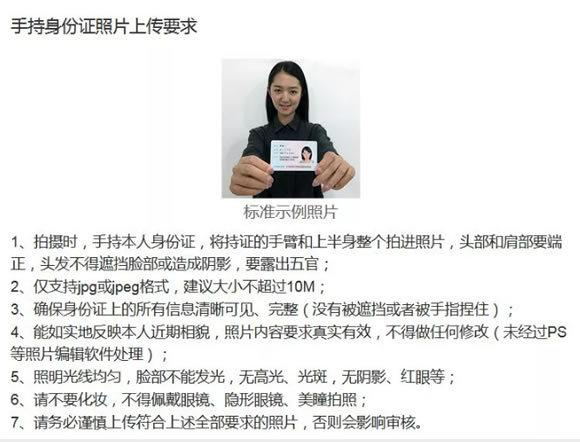 手持身份证照片上传要求
标准示例照片
1、拍摄时，手持本人身份证，将持证的手臂和上半身整个拍进照片，头部和肩部要端
正，头发不得遮挡脸部或造成阴影，要露出五官；
2、仅支持jpg或jpeg格式，建议大小不超过10M；
3、确保身份证上的所有信息清晰可见、完整（没有被遮挡或者被手指捏住）；
4、能如实地反映本人近期相貌，照片内容要求真实有效，不得做任何修改（未经过PS
等照片编辑软件处理）；
5、照明光线均匀，脸部不能发光，无高光、光斑，无阴影、红眼等；
6、请不要化妆，不得佩戴眼镜、隐形眼镜、美瞳拍照；
7、请务必谨慎上传符合上述全部要求的照片，否则会影响审核。